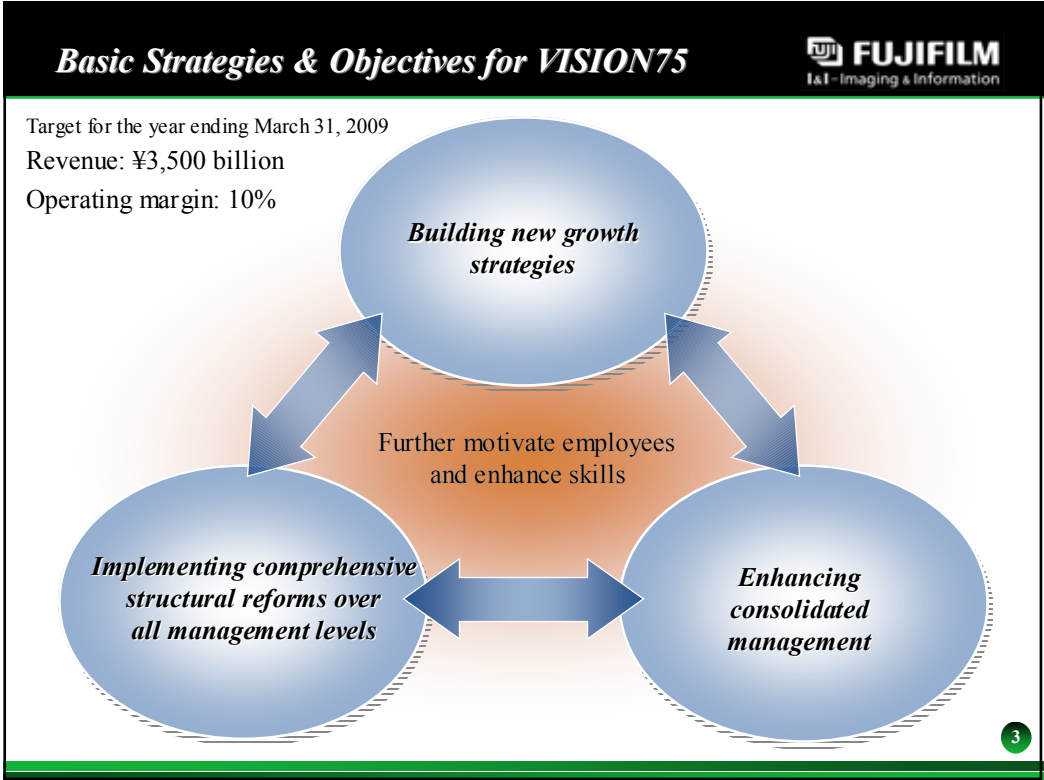 Basic Strategies & Objectives for VISION75
FUJI FUJIFILM
I&I-Imaging & Information
Target for the year ending March 31, 2009
Revenue: ¥3,500 billion
Operating margin: 10%
Building new growth
strategies
Further motivate employees
and enhance skills
Implementing comprehensive
structural reforms over
all management levels
Enhancing
consolidated
management
3